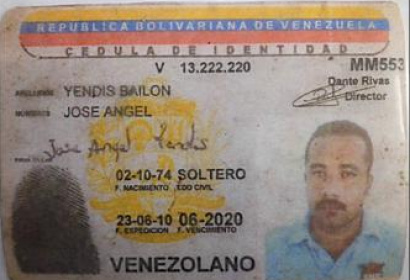 REPUBLICA BOLIVARIANA DE VENEZUELA
CEDULA DE IDENTIDAD
V 13.222.220 MM553
Dante Rivas
Director
APELLIDOS YENDIS BAILON
NOMBRES JOSE ANGEL
Jose Angel Yendis
02-10-74 SOLTERO
F. NACIMIENTO EDO CIVIL
23-06-10 06-2020
F. EXPEDICION F. VENCIMIENTO
VENEZOLANO